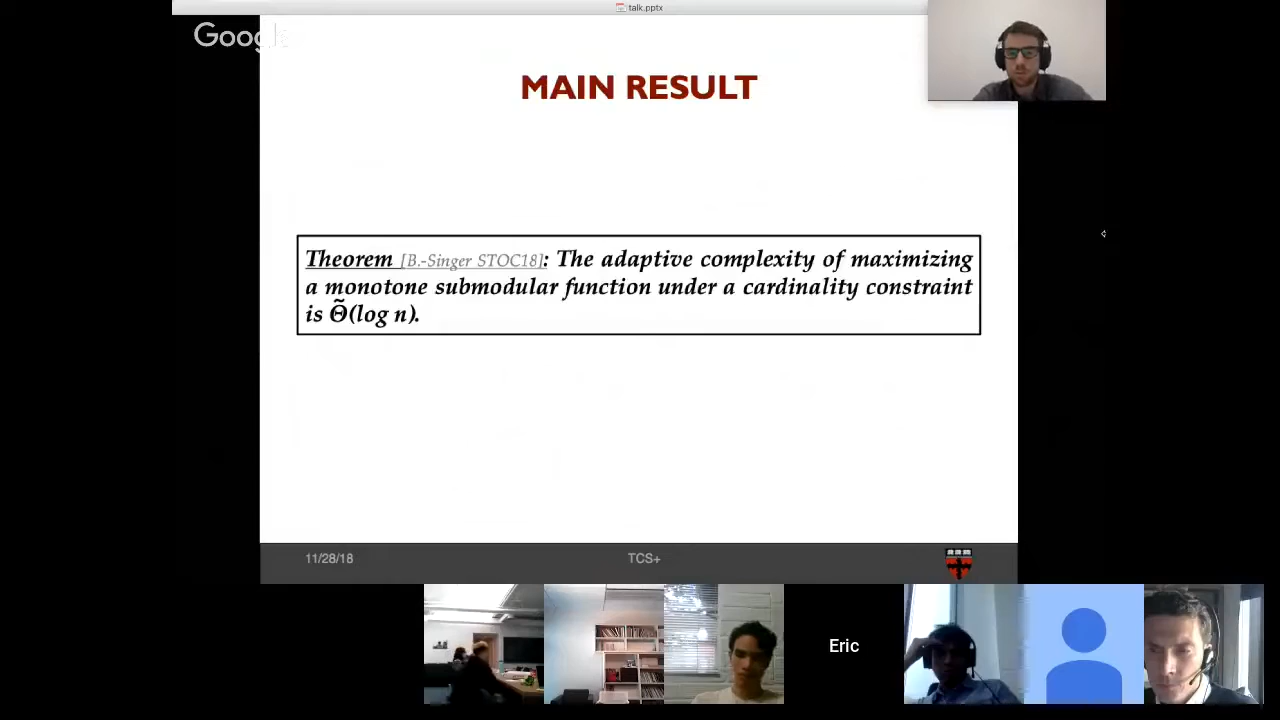 talk.pptx
Google
MAIN RESULT
Theorem [B.-Singer STOC18]: The adaptive complexity of maximizing
a monotone submodular function under a cardinality constraint
is Θ̃(log n).
11/28/18
TCS+
Eric